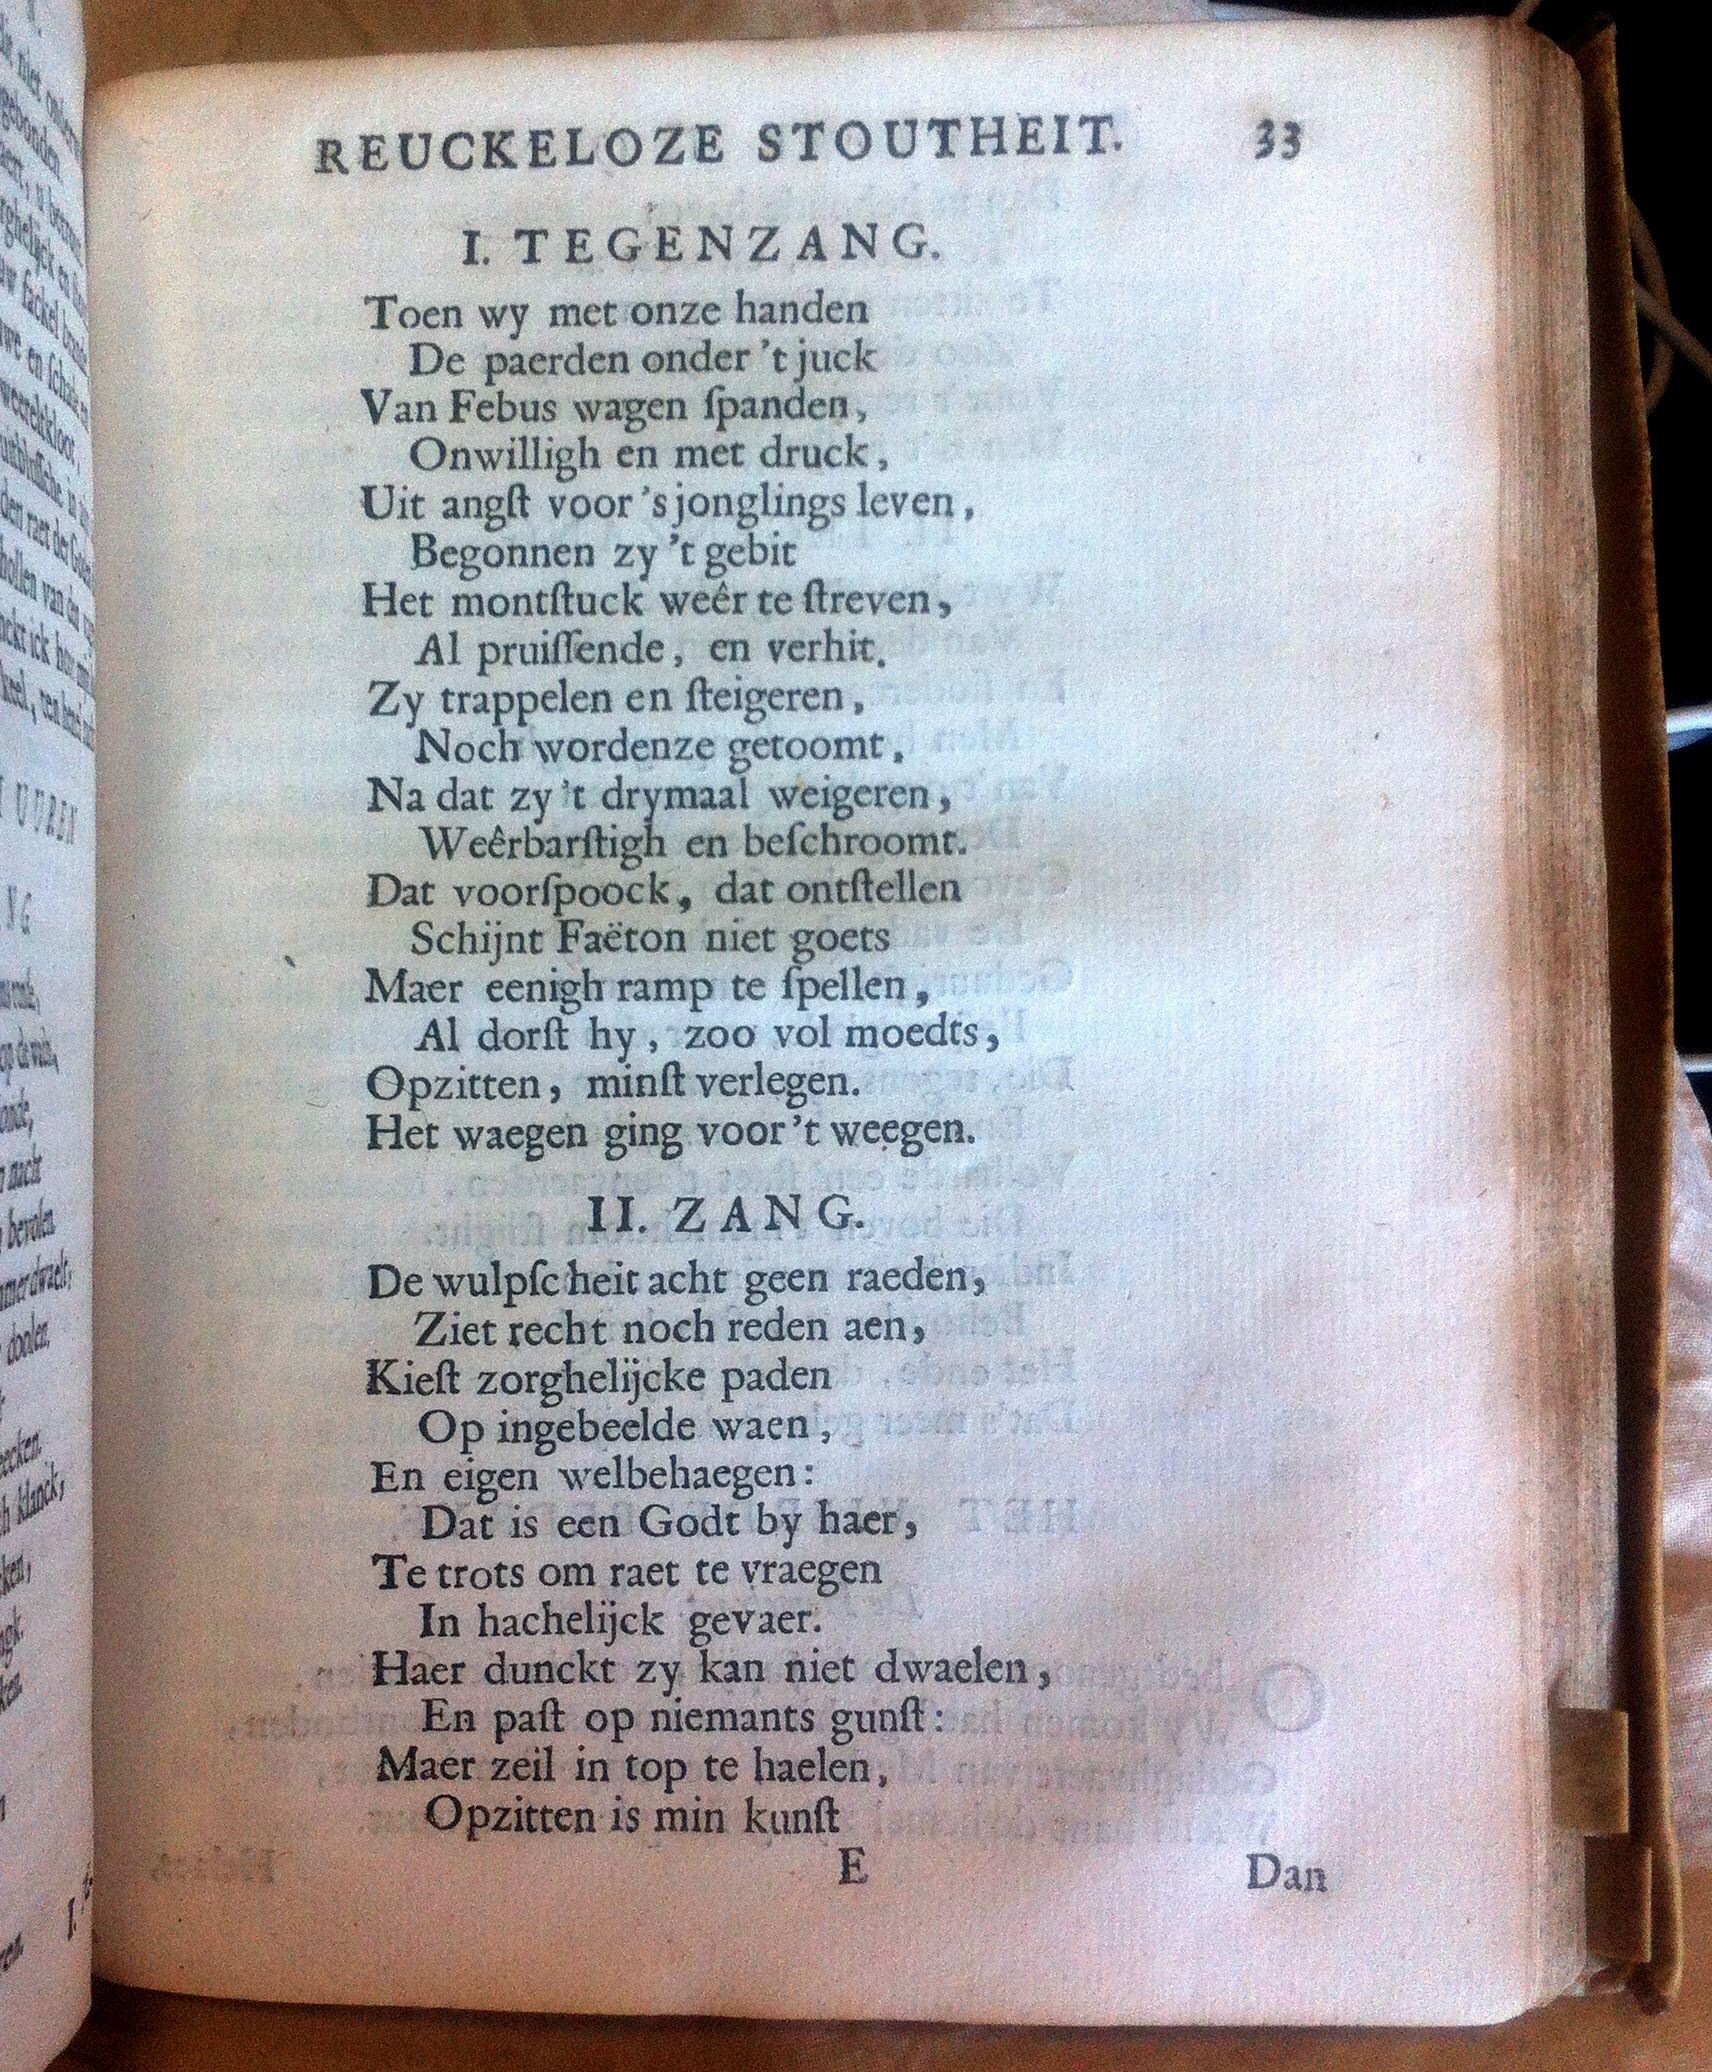 REUCKELOZE STOUTHEIT. 33
I. TEGENZANG.
Toen wy met onze handen
De paerden onder 't juck
Van Febus wagen ſpanden,
Onwilligh en met druck,
Uit angſt voor 's jonglings leven,
Begonnen zy 't gebit
Het montſtuck weêr te ſtreven,
Al pruiſſende, en verhit.
Zy trappelen en ſteigeren,
Noch wordenze getoomt,
Na dat zy 't drymaal weigeren,
Weêrbarſtigh en beſchroomt.
Dat voorſpoock, dat ontſtellen
Schijnt Faëton niet goets
Maer eenigh ramp te ſpellen,
Al dorſt hy, zoo vol moedts,
Opzitten, minſt verlegen.
Het waegen ging voor 't weegen.
II. ZANG.
De wulpſcheit acht geen raeden,
Ziet recht noch reden aen,
Kieſt zorghelijcke paden
Op ingebeelde waen,
En eigen welbehaegen:
Dat is een Godt by haer,
Te trots om raet te vraegen
In hachelijck gevaer.
Haer dunckt zy kan niet dwaelen,
En paſt op niemants gunſt:
Maer zeil in top te haelen,
Opzitten is min kunſt
E Dan